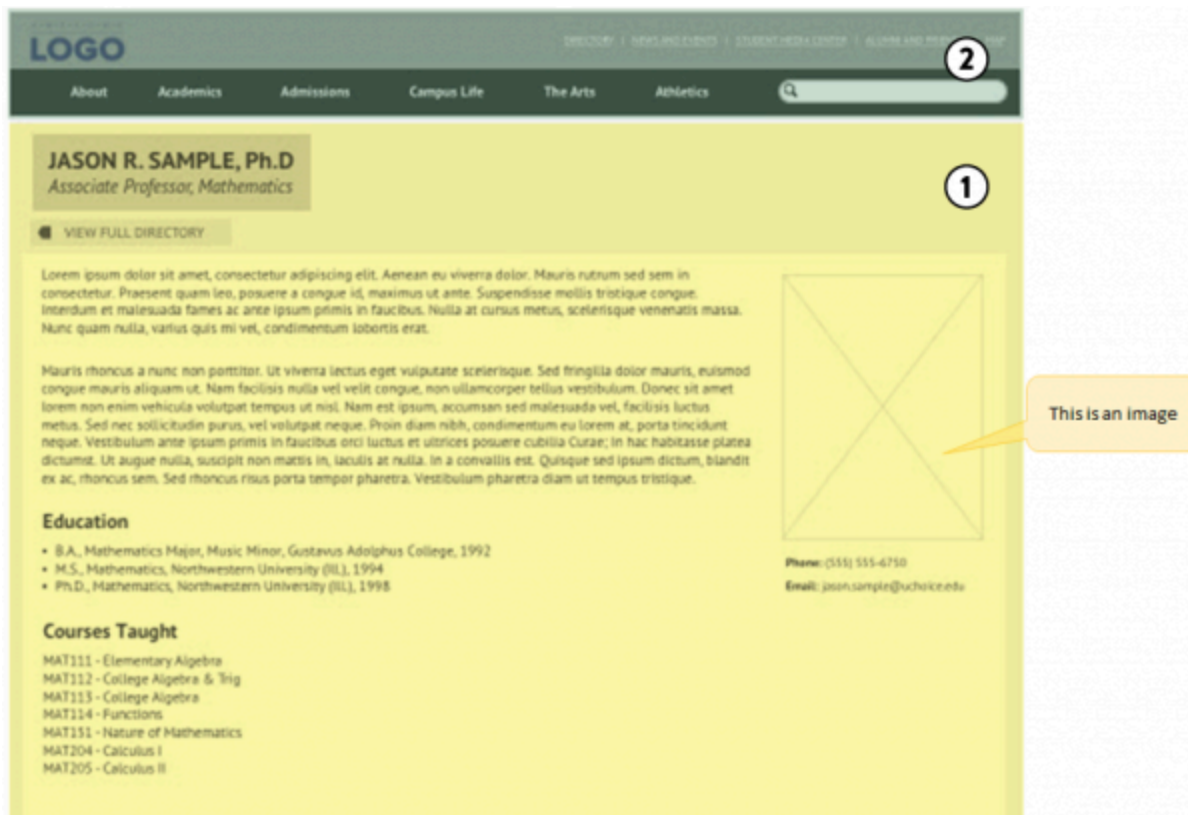 LOGO
DIRECTORY | NEWS AND EVENTS | STUDENT MEDIA CENTER | ALUMNI AND MAP
2
About Academics Admissions Campus Life The Arts Athletics
JASON R. SAMPLE, Ph.D
Associate Professor, Mathematics
1
VIEW FULL DIRECTORY
Lorem ipsum dolor sit amet, consectetur adipiscing elit. Aenean eu viverra dolor. Mauris rutrum sed sem in
consectetur. Praesent quam leo, posuere a congue id, maximus ut ante. Suspendisse mollis tristique congue.
Interdum et malesuada fames ac ante ipsum primis in faucibus. Nulla at cursus metus, scelerisque venenatis massa.
Nunc quam nulla, varius quis mi vel, condimentum lobortis erat.
Mauris rhoncus a nunc non porttitor. Ut viverra lectus eget vulputate scelerisque. Sed fringilla dolor mauris, euismod
congue mauris aliquam ut. Nam facilisis nulla vel velit congue, non ullamcorper tellus vestibulum. Donec sit amet
lorem non enim vehicula volutpat tempus ut nisl. Nam est ipsum, accumsan sed malesuada vel, facilisis luctus
metus. Sed nec sollicitudin purus, vel volutpat neque. Proin diam nibh, condimentum eu lorem at, porta tincidunt
neque. Vestibulum ante ipsum primis in faucibus orci luctus et ultrices posuere cubilia Curae; In hac habitasse platea
dictumst. Ut augue nulla, suscipit non mattis in, iaculis at nulla. In a convallis est. Quisque sed ipsum dictum, blandit
ex ac, rhoncus sem. Sed rhoncus risus porta tempor pharetra. Vestibulum pharetra diam ut tempus tristique.
This is an image
Education
• B.A., Mathematics Major, Music Minor, Gustavus Adolphus College, 1992
• M.S., Mathematics, Northwestern University (Ill.), 1994
• Ph.D., Mathematics, Northwestern University (Ill.), 1998
Phone: (555) 555-6750
Email: jason.sample@uchoice.edu
Courses Taught
MAT111 - Elementary Algebra
MAT112 - College Algebra & Trig
MAT113 - College Algebra
MAT114 - Functions
MAT151 - Nature of Mathematics
MAT204 - Calculus I
MAT205 - Calculus II